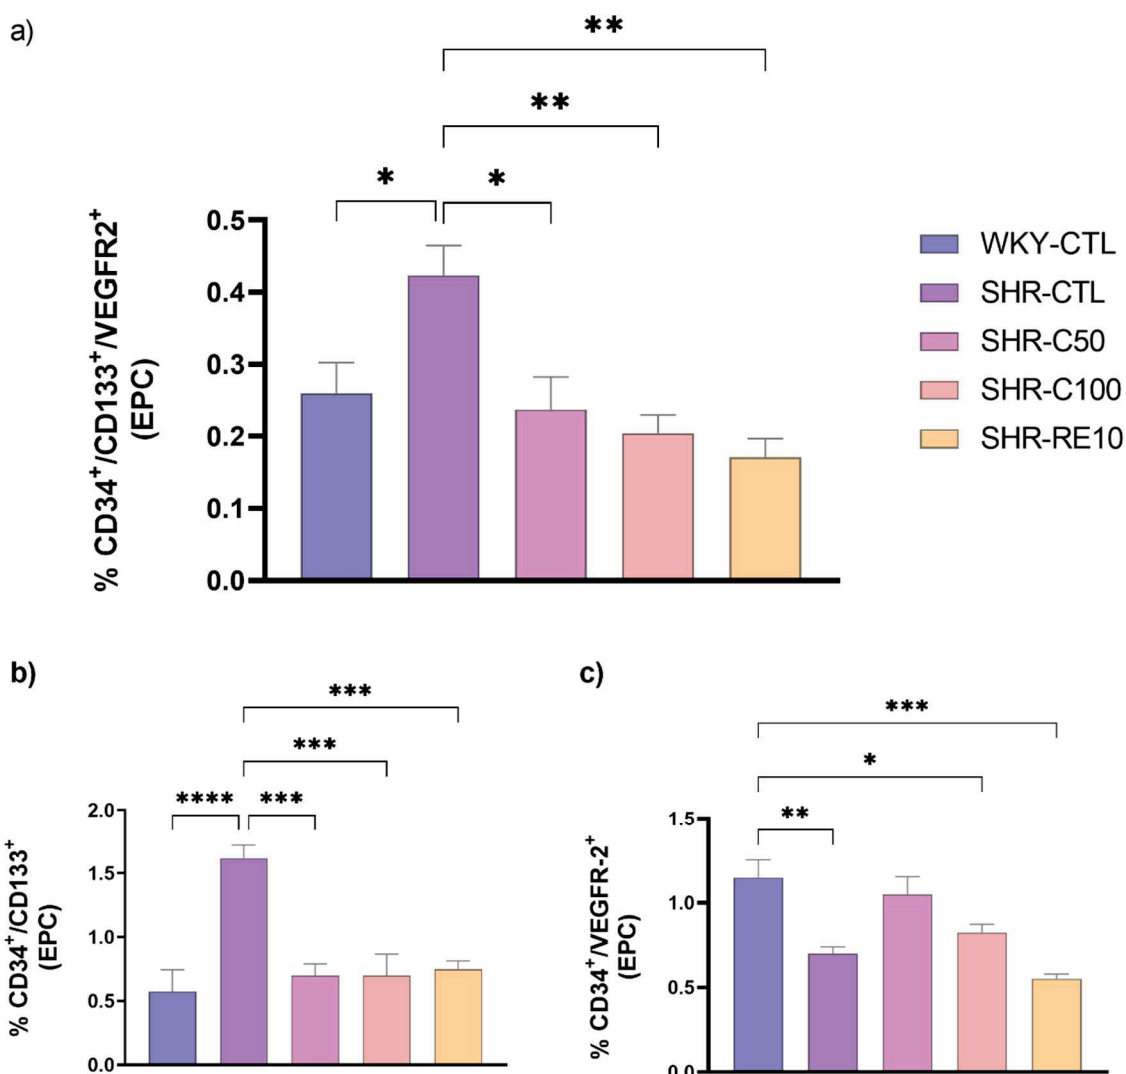 a)
**
**
*
*
% CD34+/CD133+/VEGFR2+
(EPC)
0.5
0.4
0.3
0.2
0.1
0.0
WKY-CTL
SHR-CTL
SHR-C50
SHR-C100
SHR-RE10
b)
***
***
****
***
% CD34+/CD133+
(EPC)
2.0
1.5
1.0
0.5
0.0
c)
***
*
**
% CD34+/VEGFR-2+
(EPC)
1.5
1.0
0.5
0.0